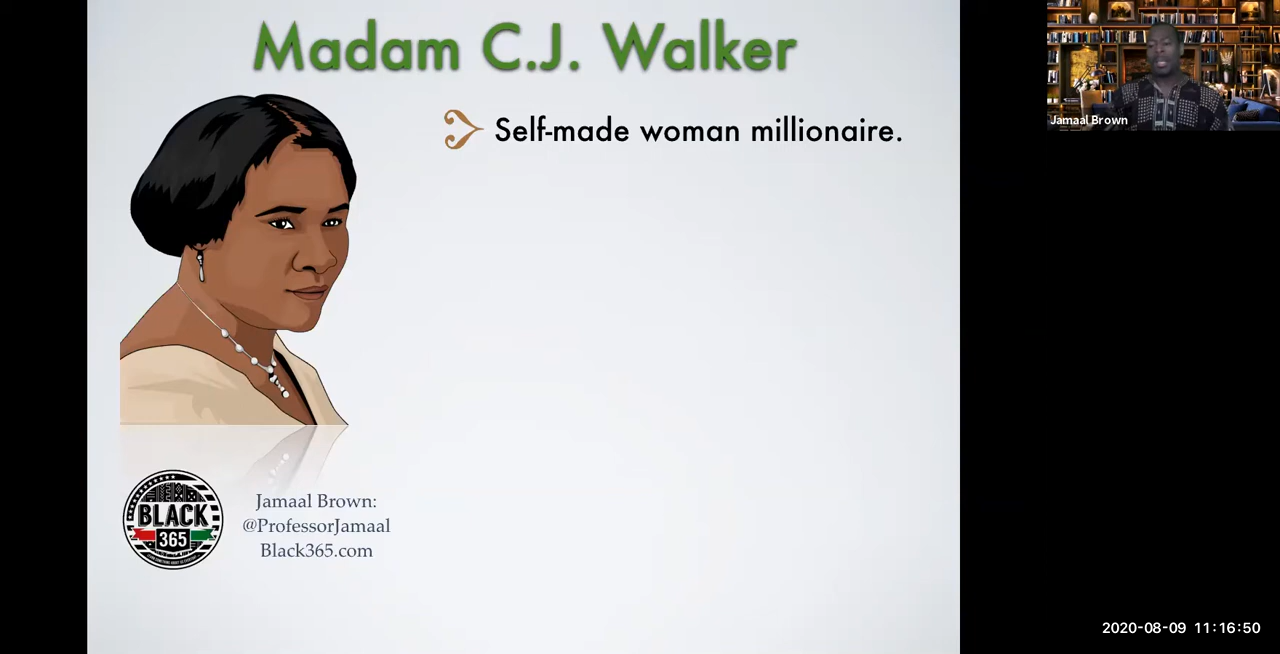 Madam C.J. Walker
Self-made woman millionaire.
Jamaal Brown
BLACK
365
Jamaal Brown:
@ProfessorJamaal
Black365.com
2020-08-09 11:16:50